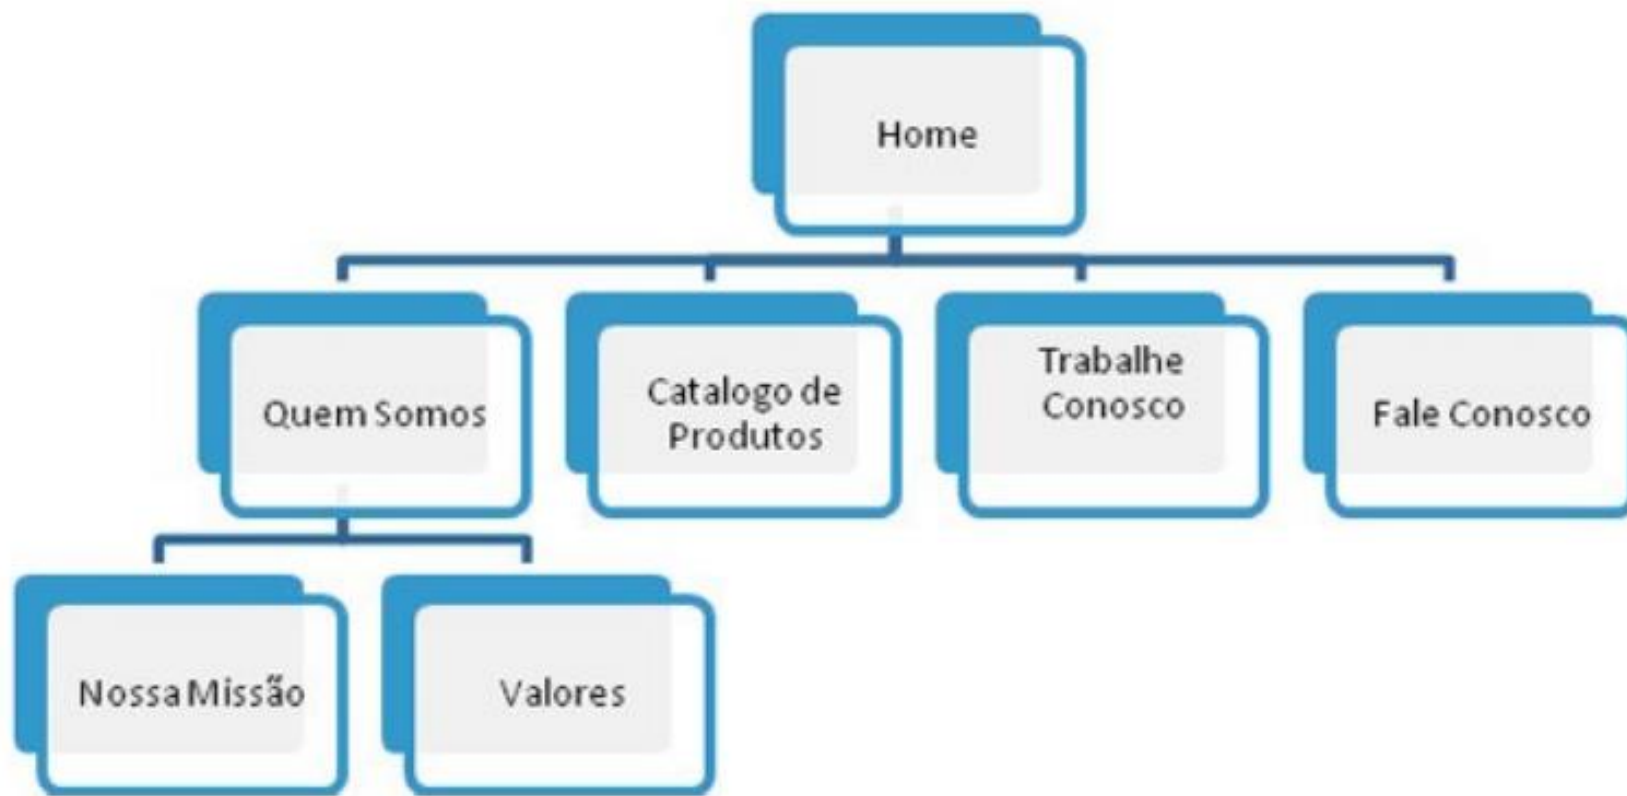 Home
Quem Somos
Catalogo de
Produtos
Trabalhe
Conosco
Fale Conosco
Nossa Missão
Valores